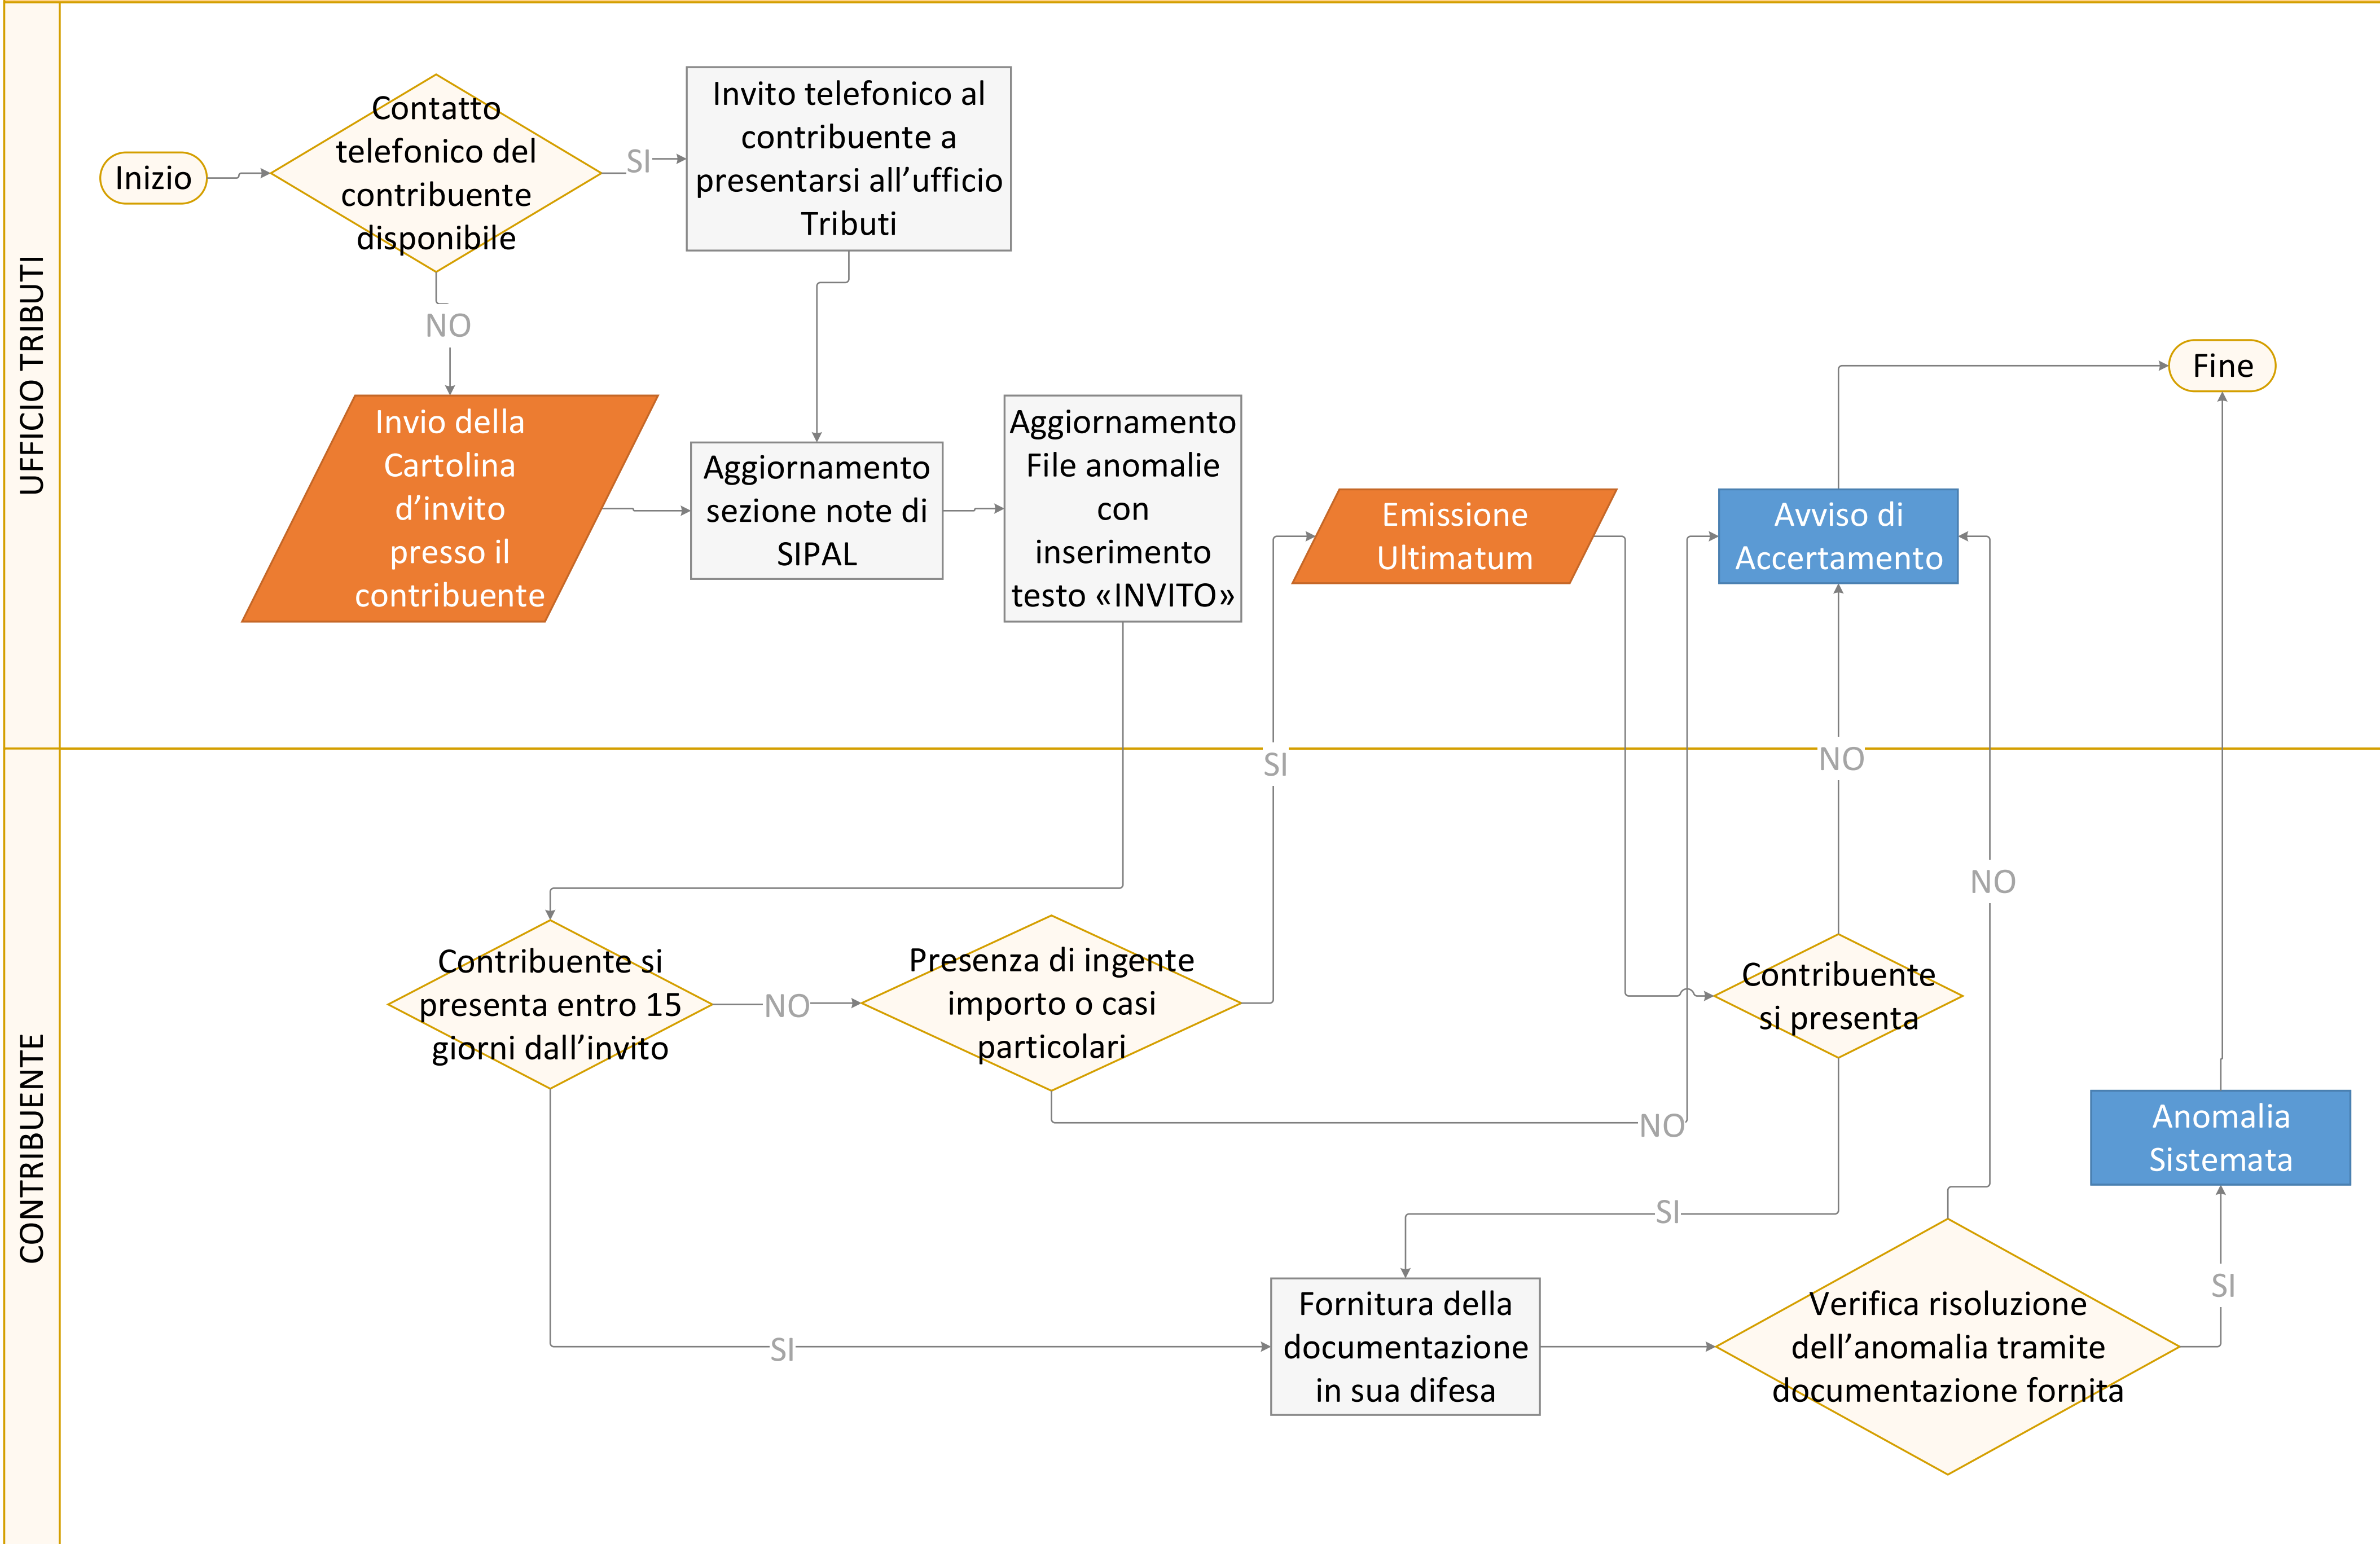 UFFICIO TRIBUTI
Inizio
Contatto
telefonico del
contribuente
disponibile
SI
Invito telefonico al
contribuente a
presentarsi all’ufficio
Tributi
NO
Invio della
Cartolina
d’invito
presso il
contribuente
Aggiornamento
sezione note di
SIPAL
Aggiornamento
File anomalie
con
inserimento
testo «INVITO»
Emissione
Ultimatum
Avviso di
Accertamento
Fine
CONTRIBUENTE
SI
NO
NO
Contribuente si
presenta entro 15
giorni dall’invito
NO
Presenza di ingente
importo o casi
particolari
Contribuente
si presenta
NO
Anomalia
Sistemata
SI
SI
SI
Fornitura della
documentazione
in sua difesa
Verifica risoluzione
dell’anomalia tramite
documentazione fornita